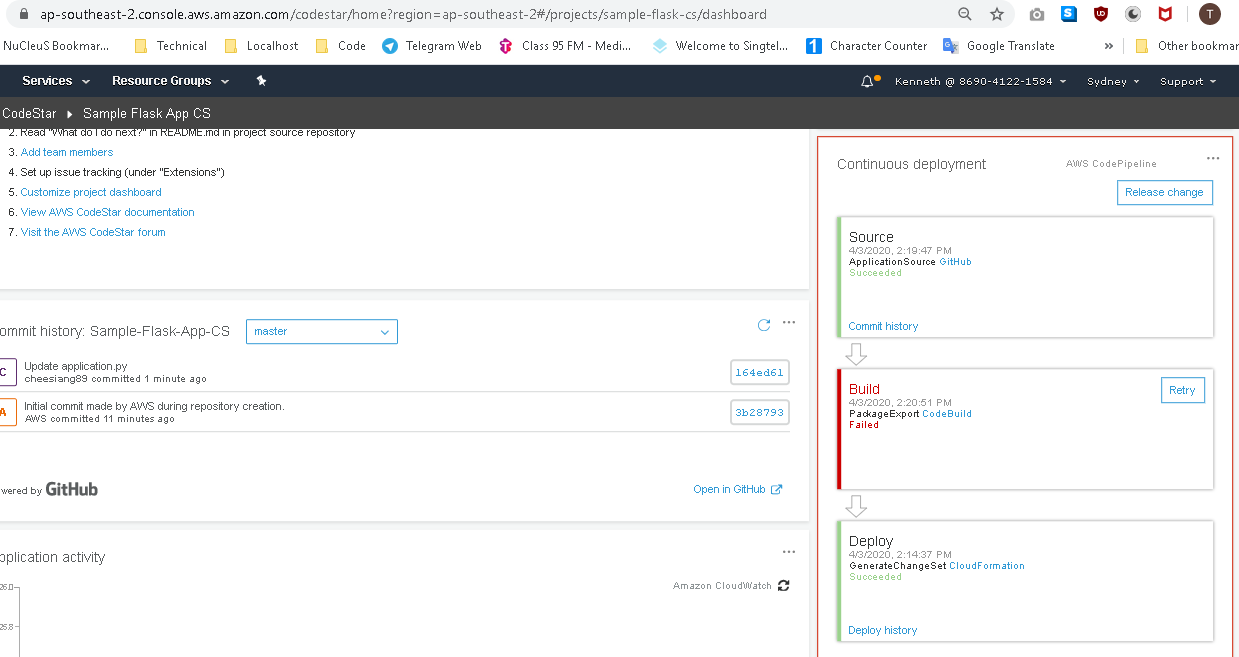 ap-southeast-2.console.aws.amazon.com/codestar/home?region=ap-southeast-2#/projects/sample-flask-cs/dashboard
T
NuCleuS Bookmar... Technical Localhost Code Telegram Web Class 95 FM - Medi... Welcome to Singtel... Character Counter Google Translate » Other bookmar
Services Resource Groups Kenneth @ 8690-4122-1584 Sydney Support
CodeStar Sample Flask App CS
2. Read "What do I do next?" in README.md in project source repository
3. Add team members
4. Set up issue tracking (under "Extensions")
5. Customize project dashboard
6. View AWS CodeStar documentation
7. Visit the AWS CodeStar forum
ommit history: Sample-Flask-App-CS master
C Update application.py
cheesiang89 committed 1 minute ago
164ed61
A Initial commit made by AWS during repository creation.
AWS committed 11 minutes ago
3b28793
wered by GitHub
Open in GitHub
pplication activity
Amazon CloudWatch
26.0
25.8
Continuous deployment AWS CodePipeline
Release change
Source
4/3/2020, 2:19:47 PM
ApplicationSource GitHub
Succeeded
Commit history
Build
Retry
4/3/2020, 2:20:51 PM
PackageExport CodeBuild
Failed
Deploy
4/3/2020, 2:14:37 PM
GenerateChangeSet CloudFormation
Succeeded
Deploy history